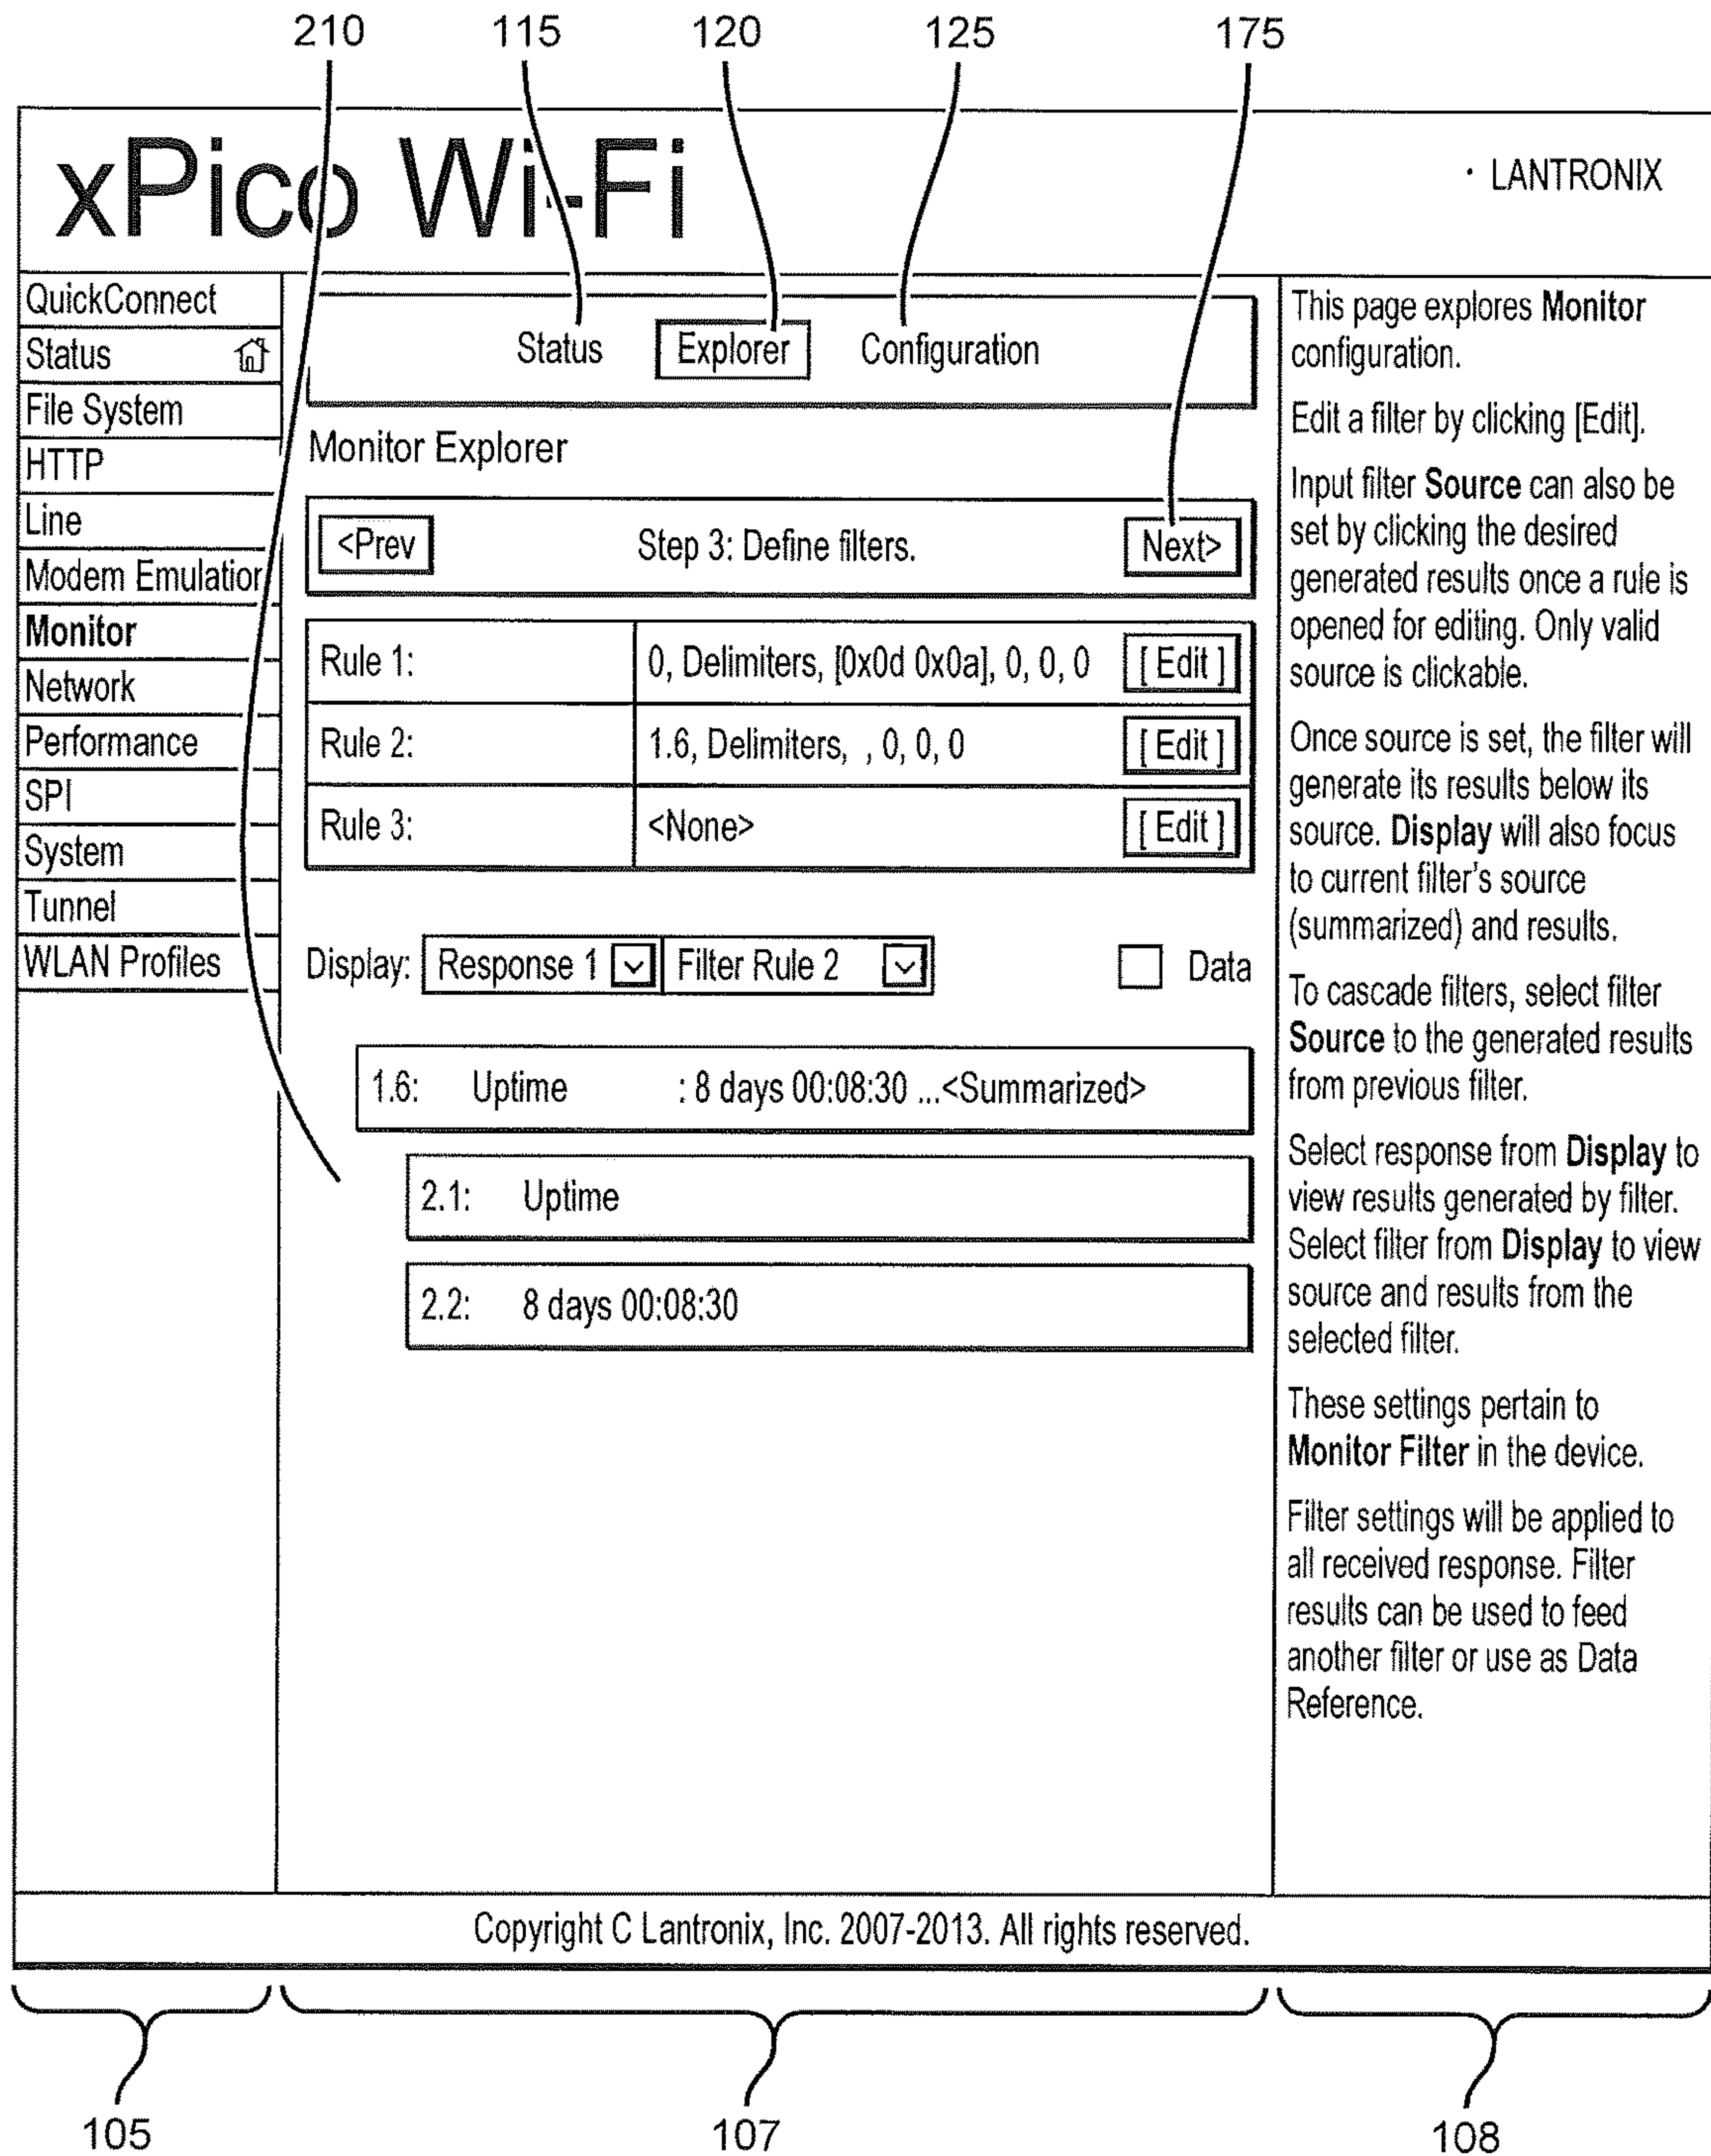 210 115 120 125 175
xPico Wi-Fi
· LANTRONIX
QuickConnect
Status
File System
HTTP
Line
Modem Emulation
Monitor
Network
Performance
SPI
System
Tunnel
WLAN Profiles
Status Explorer Configuration
Monitor Explorer
<Prev Step 3: Define filters. Next>
Rule 1: 0, Delimiters, [0x0d 0x0a], 0, 0, 0 [ Edit ]
Rule 2: 1.6, Delimiters, , 0, 0, 0 [ Edit ]
Rule 3: <None> [ Edit ]
Display: Response 1 Filter Rule 2 Data
1.6: Uptime : 8 days 00:08:30 ...<Summarized>
2.1: Uptime
2.2: 8 days 00:08:30
This page explores Monitor
configuration.
Edit a filter by clicking [Edit].
Input filter Source can also be
set by clicking the desired
generated results once a rule is
opened for editing. Only valid
source is clickable.
Once source is set, the filter will
generate its results below its
source. Display will also focus
to current filter's source
(summarized) and results.
To cascade filters, select filter
Source to the generated results
from previous filter.
Select response from Display to
view results generated by filter.
Select filter from Display to view
source and results from the
selected filter.
These settings pertain to
Monitor Filter in the device.
Filter settings will be applied to
all received response. Filter
results can be used to feed
another filter or use as Data
Reference.
Copyright C Lantronix, Inc. 2007-2013. All rights reserved.
105 107 108